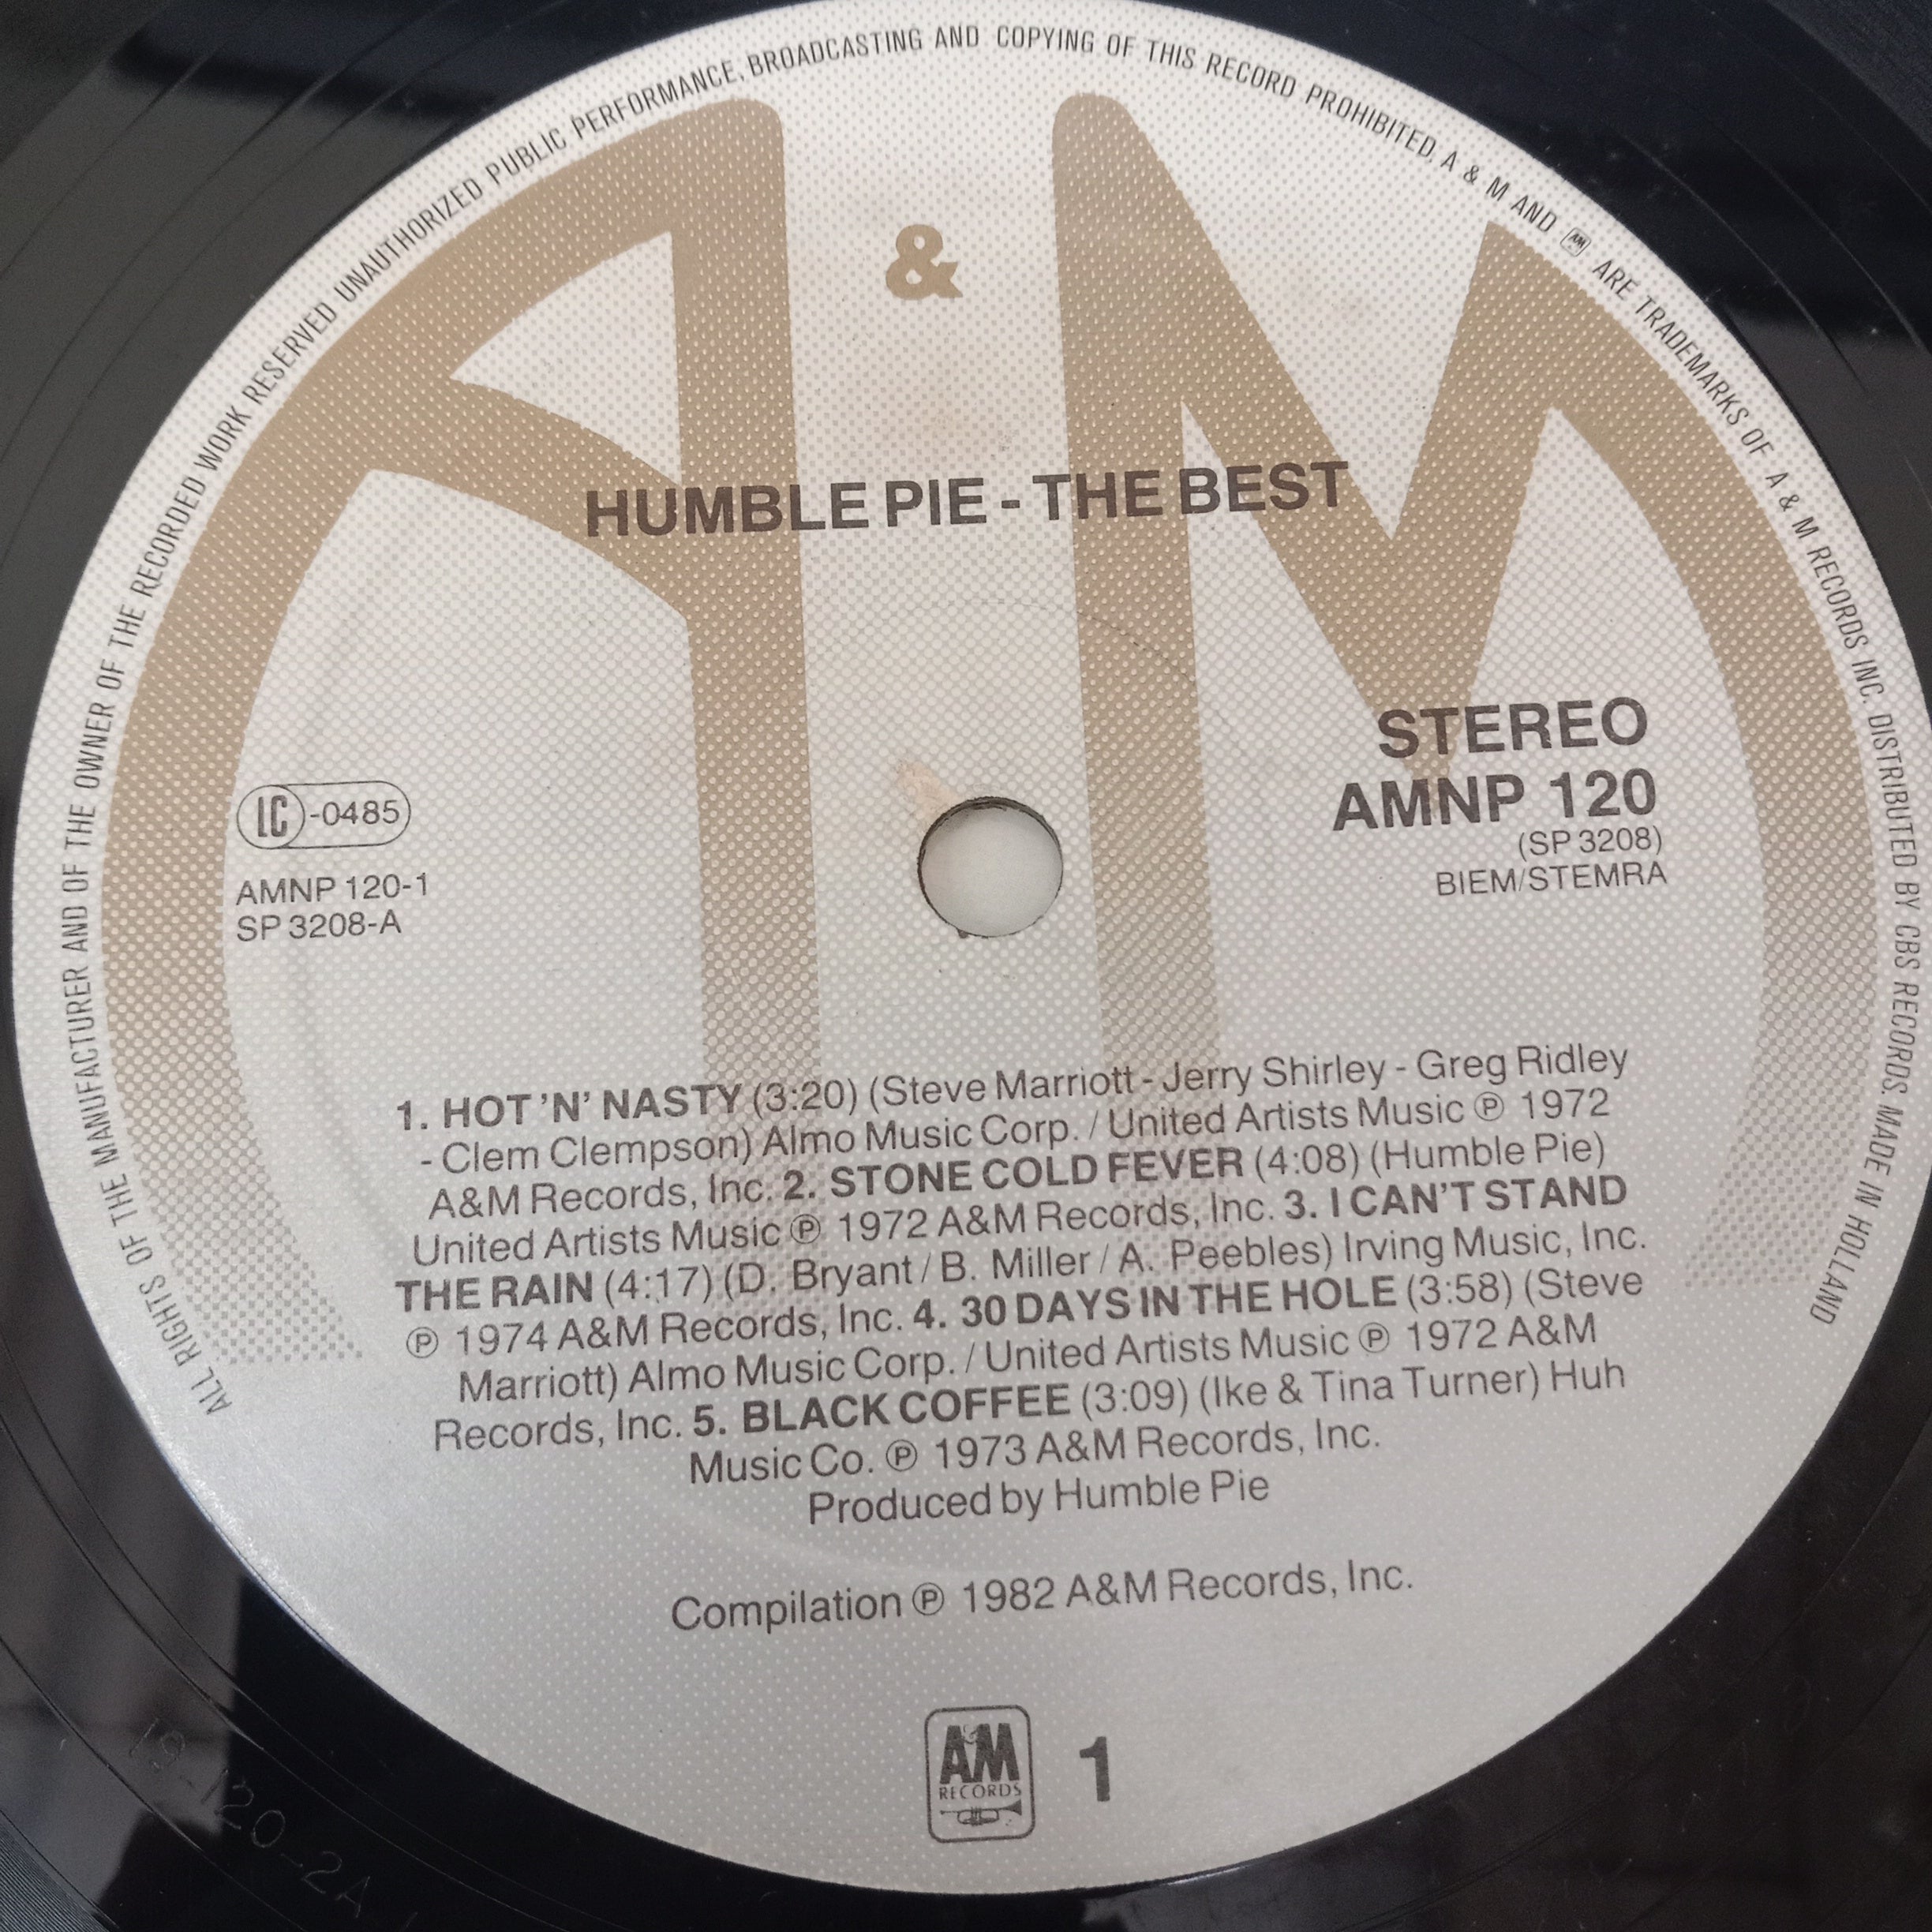 ALL RIGHTS OF THE MANUFACTURER AND OF THE OWNER OF THE RECORDED WORK RESERVED UNAUTHORIZED PUBLIC PERFORMANCE, BROADCASTING AND COPYING OF THIS RECORD PROHIBITED. A & M AND AM ARE TRADEMARKS OF A & M RECORDS INC. DISTRIBUTED BY CBS RECORDS. MADE IN HOLLAND
A & M
HUMBLE PIE - THE BEST
STEREO
AMNP 120
(SP 3208)
BIEM/STEMRA
LC-0485
AMNP 120-1
SP 3208-A
1. HOT 'N' NASTY (3:20) (Steve Marriott - Jerry Shirley - Greg Ridley
- Clem Clempson) Almo Music Corp. / United Artists Music ℗ 1972
A&M Records, Inc. 2. STONE COLD FEVER (4:08) (Humble Pie)
United Artists Music ℗ 1972 A&M Records, Inc. 3. I CAN'T STAND
THE RAIN (4:17) (D. Bryant / B. Miller / A. Peebles) Irving Music, Inc.
℗ 1974 A&M Records, Inc. 4. 30 DAYS IN THE HOLE (3:58) (Steve
Marriott) Almo Music Corp. / United Artists Music ℗ 1972 A&M
Records, Inc. 5. BLACK COFFEE (3:09) (Ike & Tina Turner) Huh
Music Co. ℗ 1973 A&M Records, Inc.
Produced by Humble Pie
Compilation ℗ 1982 A&M Records, Inc.
AM
RECORDS
1